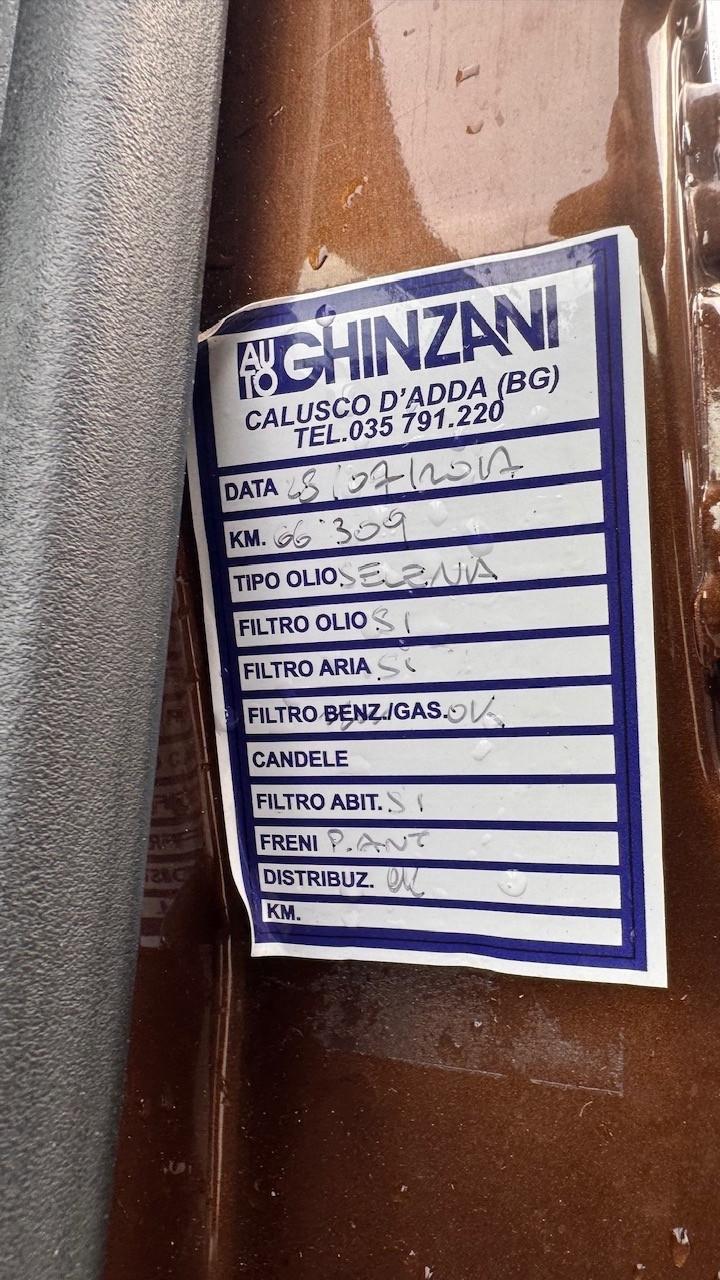 AUTO GHINZANI
CALUSCO D'ADDA (BG)
TEL.035 791.220
DATA /07/2017
KM. 66'309
TIPO OLIO SELENIA
FILTRO OLIO SI
FILTRO ARIA Si
FILTRO BENZ./GAS. OK
CANDELE
FILTRO ABIT. SI
FRENI P. ANT
DISTRIBUZ. OK
KM.